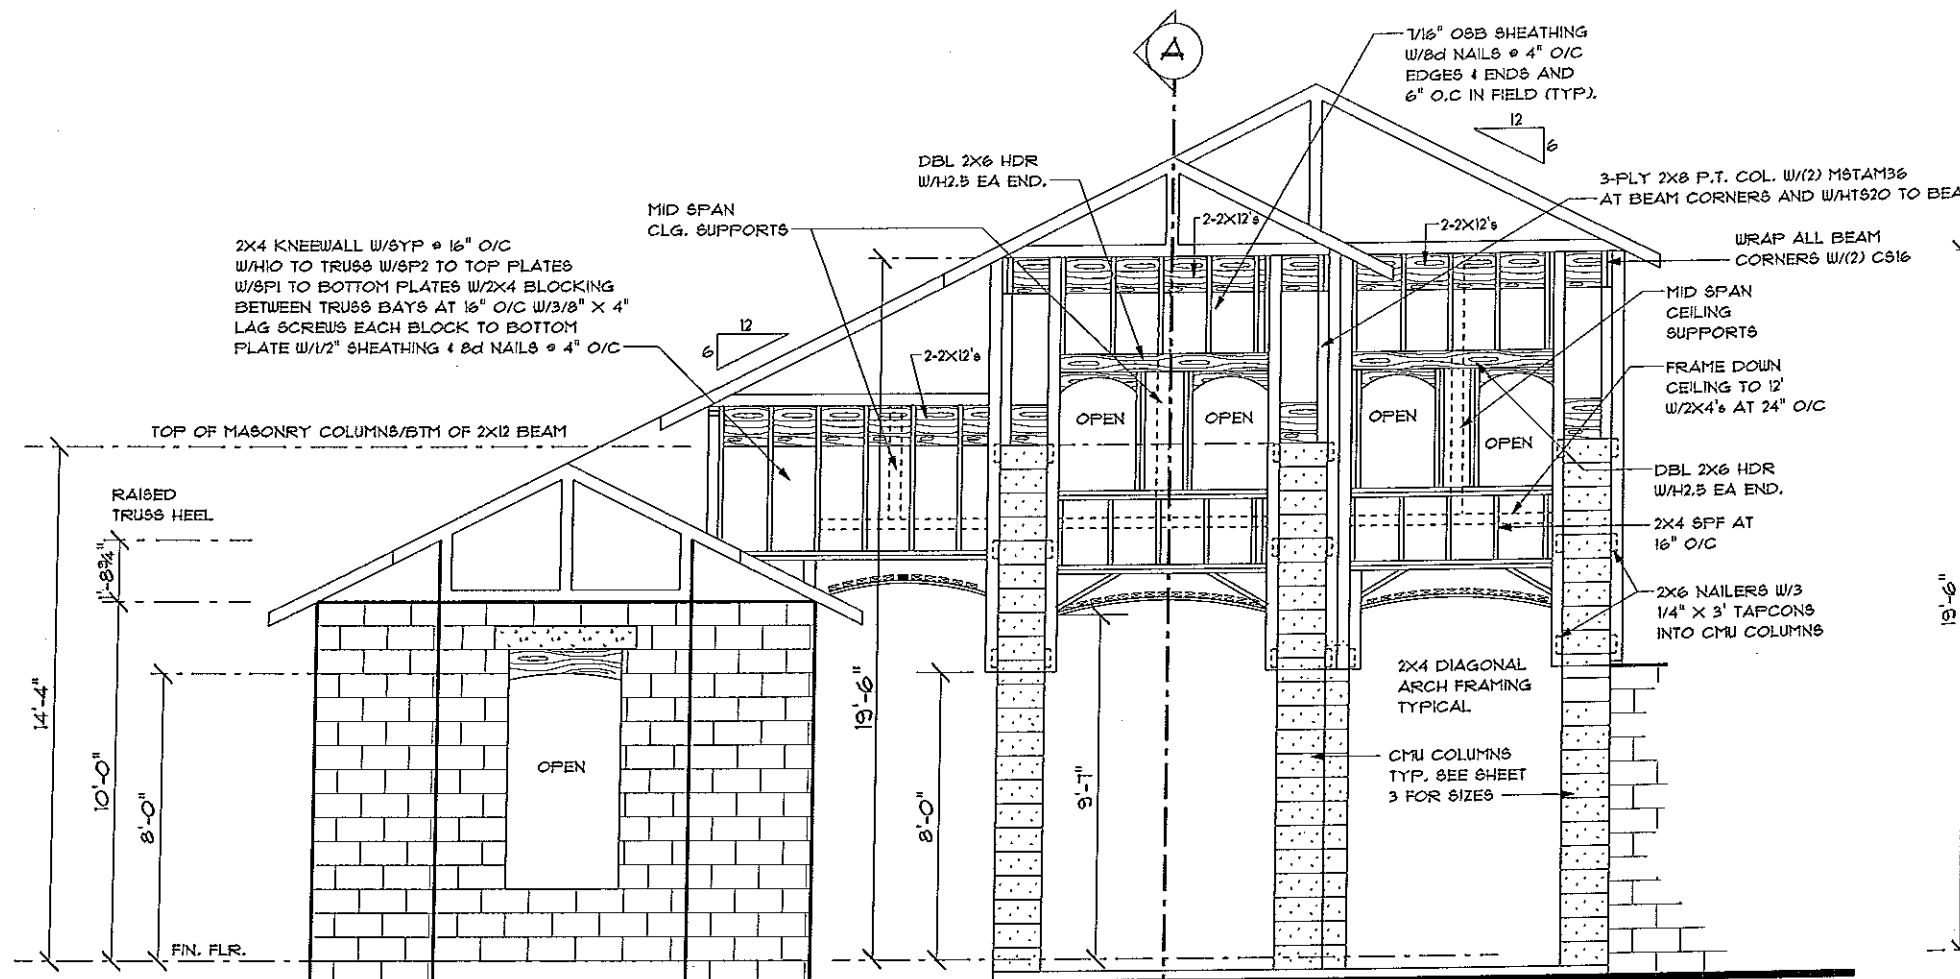 A
7/16" OSB SHEATHING
W/8d NAILS @ 4" O/C
EDGES & ENDS AND
6" O.C IN FIELD (TYP).
12
6
DBL 2X6 HDR
W/H2.5 EA END.
3-PLY 2X8 P.T. COL. W/(2) MSTAM36
AT BEAM CORNERS AND W/HTS20 TO BEA
MID SPAN
CLG. SUPPORTS
2-2X12's
2-2X12's
WRAP ALL BEAM
CORNERS W/(2) CS16
2X4 KNEEWALL W/SYP @ 16" O/C
W/H10 TO TRUSS W/SP2 TO TOP PLATES
W/SP1 TO BOTTOM PLATES W/2X4 BLOCKING
BETWEEN TRUSS BAYS AT 16" O/C W/3/8" X 4"
LAG SCREWS EACH BLOCK TO BOTTOM
PLATE W/1/2" SHEATHING & 8d NAILS @ 4" O/C
12
6
2-2X12's
MID SPAN
CEILING
SUPPORTS
FRAME DOWN
CEILING TO 12'
W/2X4's AT 24" O/C
TOP OF MASONRY COLUMNS/BTM OF 2X12 BEAM
OPEN
OPEN
OPEN
OPEN
DBL 2X6 HDR
W/H2.5 EA END.
RAISED
TRUSS HEEL
2X4 SPF AT
16" O/C
1'-8 3/4"
2X6 NAILERS W/3
1/4" X 3' TAPCONS
INTO CMU COLUMNS
19'-6"
2X4 DIAGONAL
ARCH FRAMING
TYPICAL
14'-4"
10'-0"
8'-0"
OPEN
19'-6"
8'-0"
9'-7"
CMU COLUMNS
TYP. SEE SHEET
3 FOR SIZES
FIN. FLR.